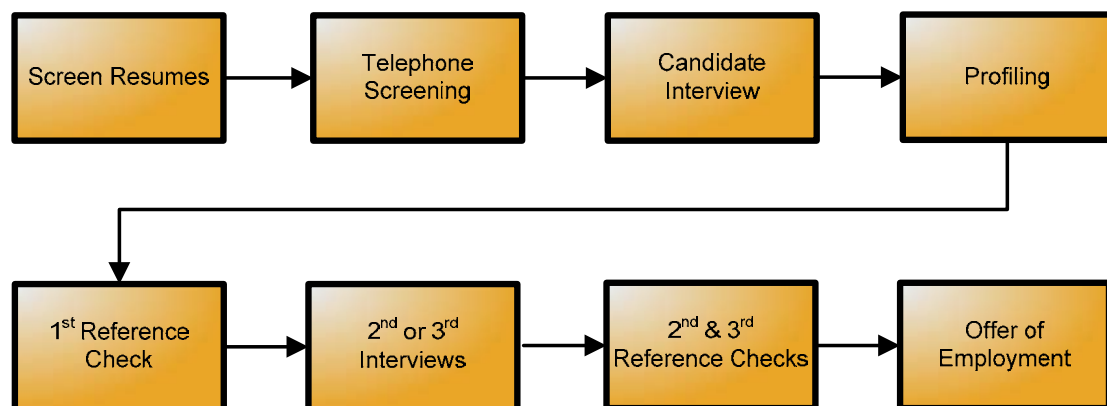 Screen Resumes
Telephone
Screening
Candidate
Interview
Profiling
1st Reference
Check
2nd or 3rd
Interviews
2nd & 3rd
Reference Checks
Offer of
Employment